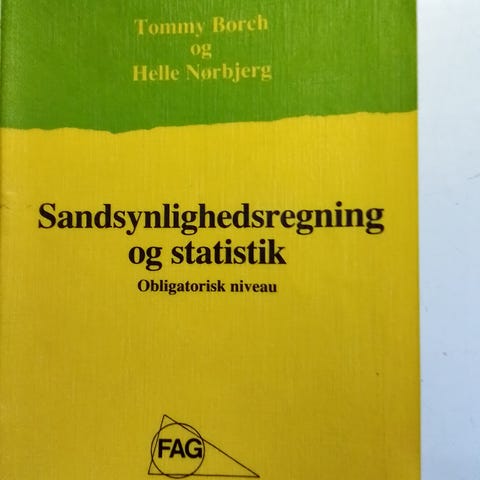 Tommy Borch
og
Helle Nørbjerg
Sandsynlighedsregning
og statistik
Obligatorisk niveau
FAG